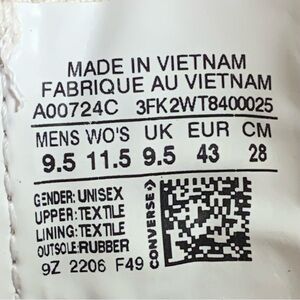 MADE IN VIETNAM
FABRIQUE AU VIETNAM
A00724C 3FK2WT8400025
MENS WO'S UK EUR CM
9.5 11.5 9.5 43 28
GENDER: UNISEX
UPPER: TEXTILE
LINING: TEXTILE
OUTSOLE: RUBBER
9Z 2206 F49
CONVERSE